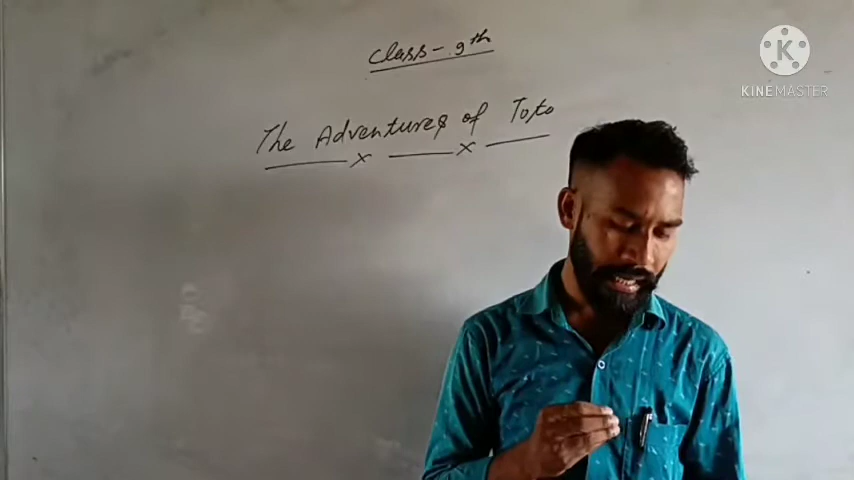 Class - 9th
The Adventures of Toto
K
KINEMASTER